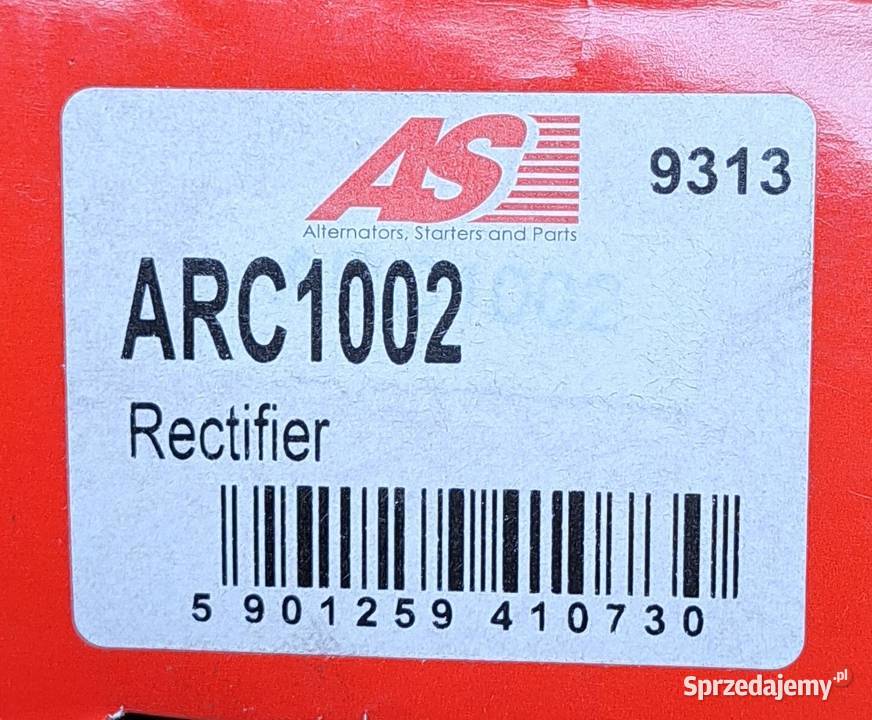 AS
9313
Alternators, Starters and Parts
ARC1002
Rectifier
5 901259 410730
Sprzedajemy.pl